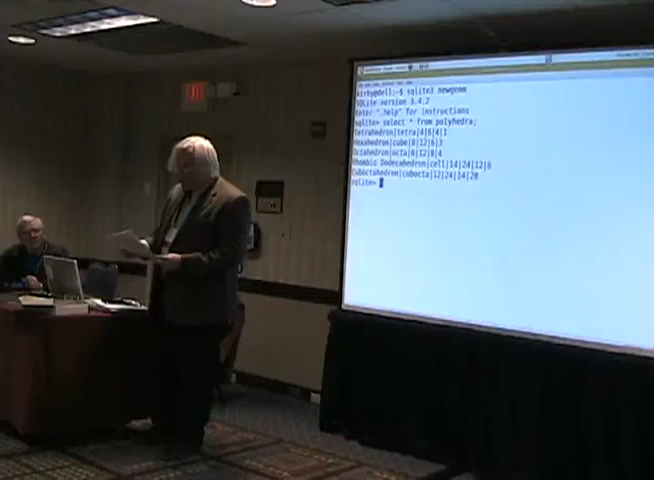 EXIT
kirby@dell:~$ sqlite3 newgeom
SQLite version 3.4.2
Enter ".help" for instructions
sqlite> select * from polyhedra;
Tetrahedron|tetra|4|6|4|1
Hexahedron|cube|8|12|6|3
Octahedron|octa|6|12|8|4
Rhombic Dodecahedron|cell|14|24|12|6
Cuboctahedron|cubocta|12|24|14|20
sqlite>